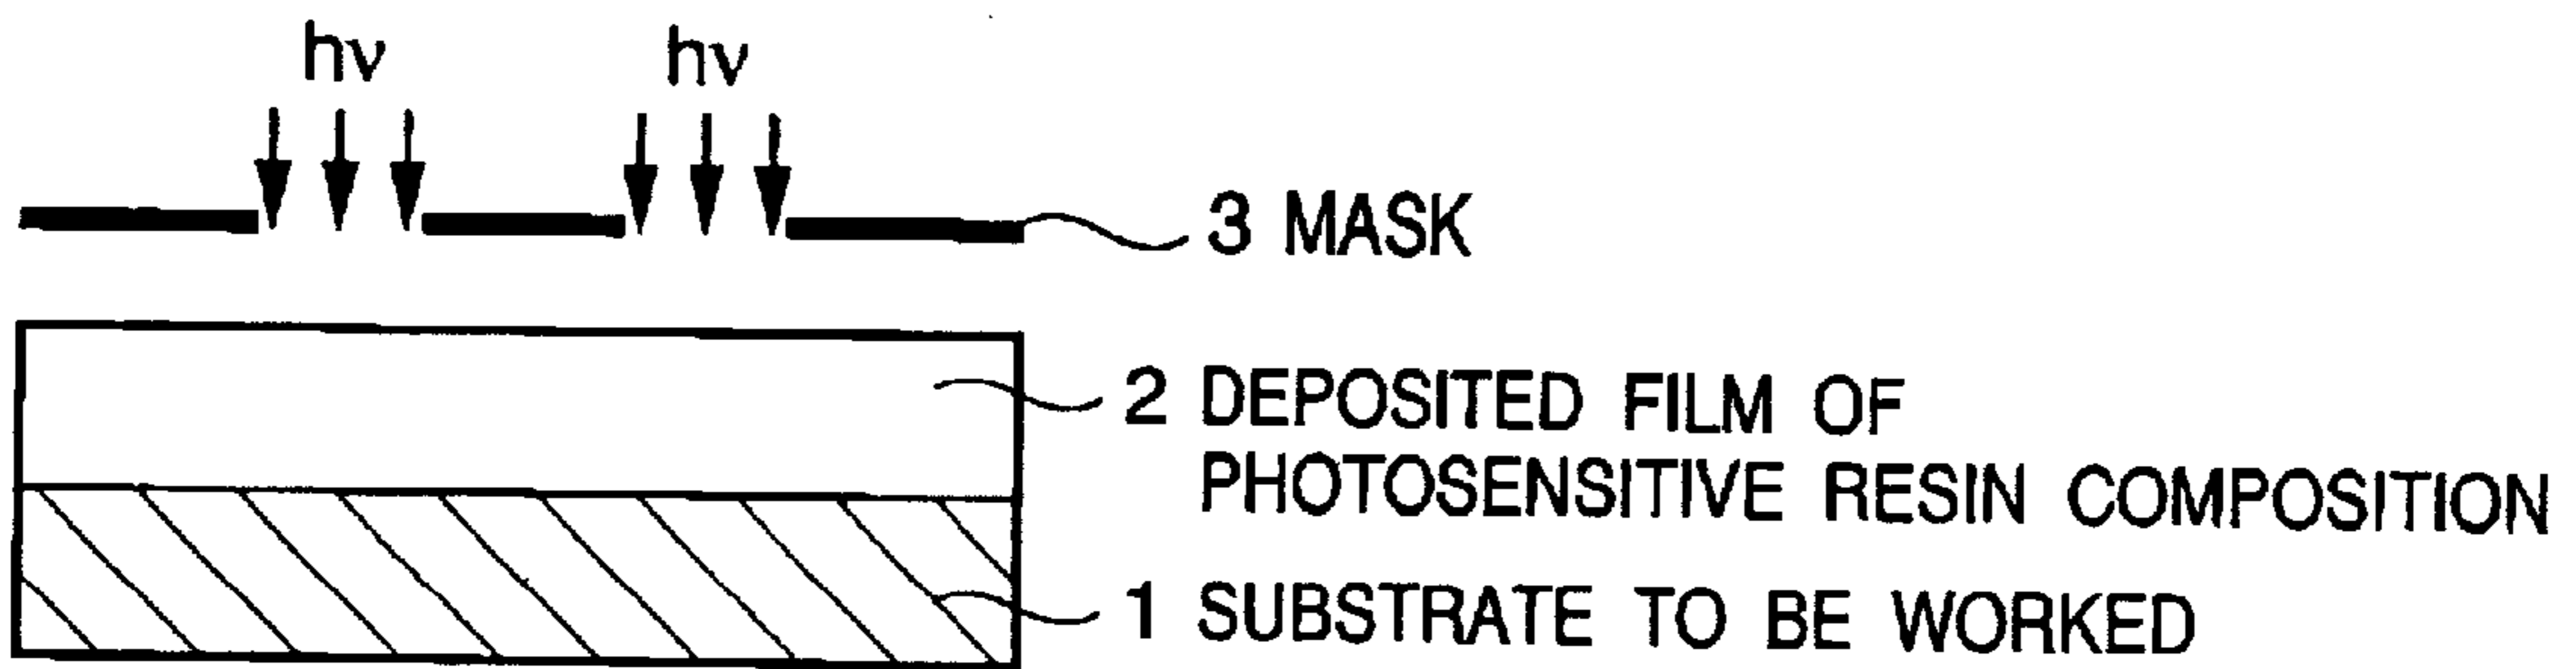 hν hν
3 MASK
2 DEPOSITED FILM OF
PHOTOSENSITIVE RESIN COMPOSITION
1 SUBSTRATE TO BE WORKED